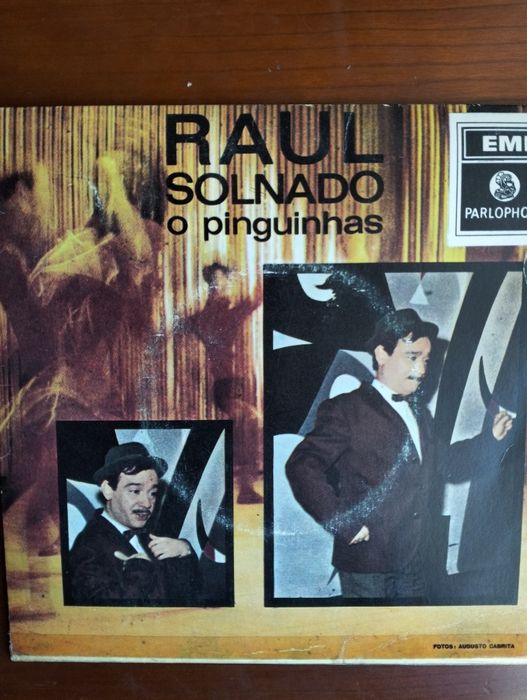 RAUL
SOLNADO
o pinguinhas
EMI
PARLOPHO
FOTOS: AUGUSTO CABRITA